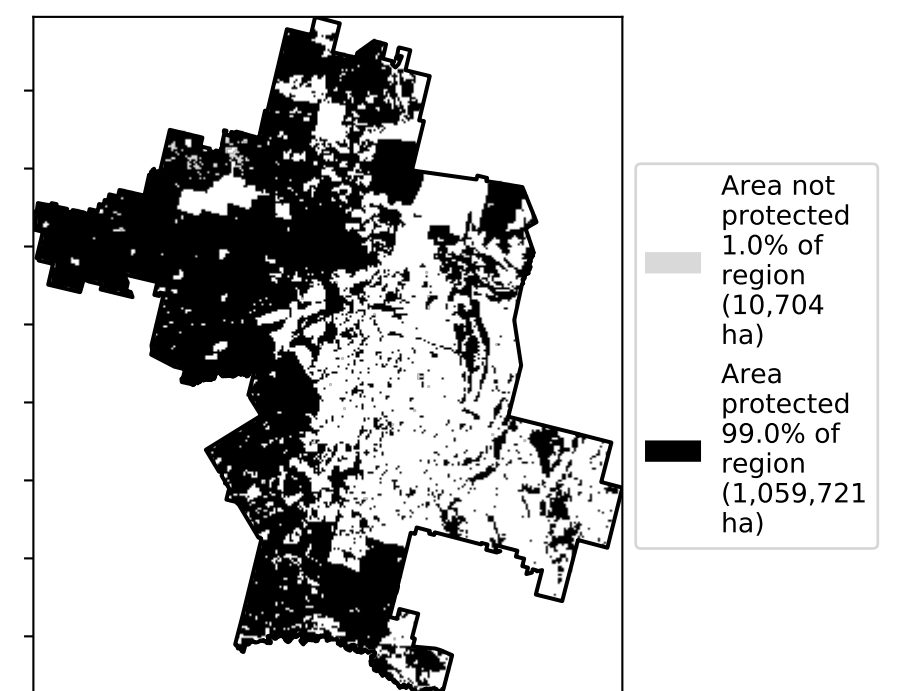 Area not
protected
1.0% of
region
(10,704
ha)
Area
protected
99.0% of
region
(1,059,721
ha)